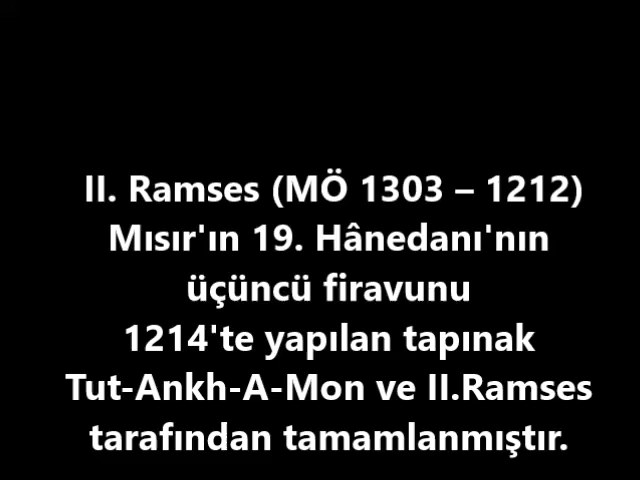 II. Ramses (MÖ 1303 – 1212)
Mısır'ın 19. Hânedanı'nın
üçüncü firavunu
1214'te yapılan tapınak
Tut-Ankh-A-Mon ve II.Ramses
tarafından tamamlanmıştır.